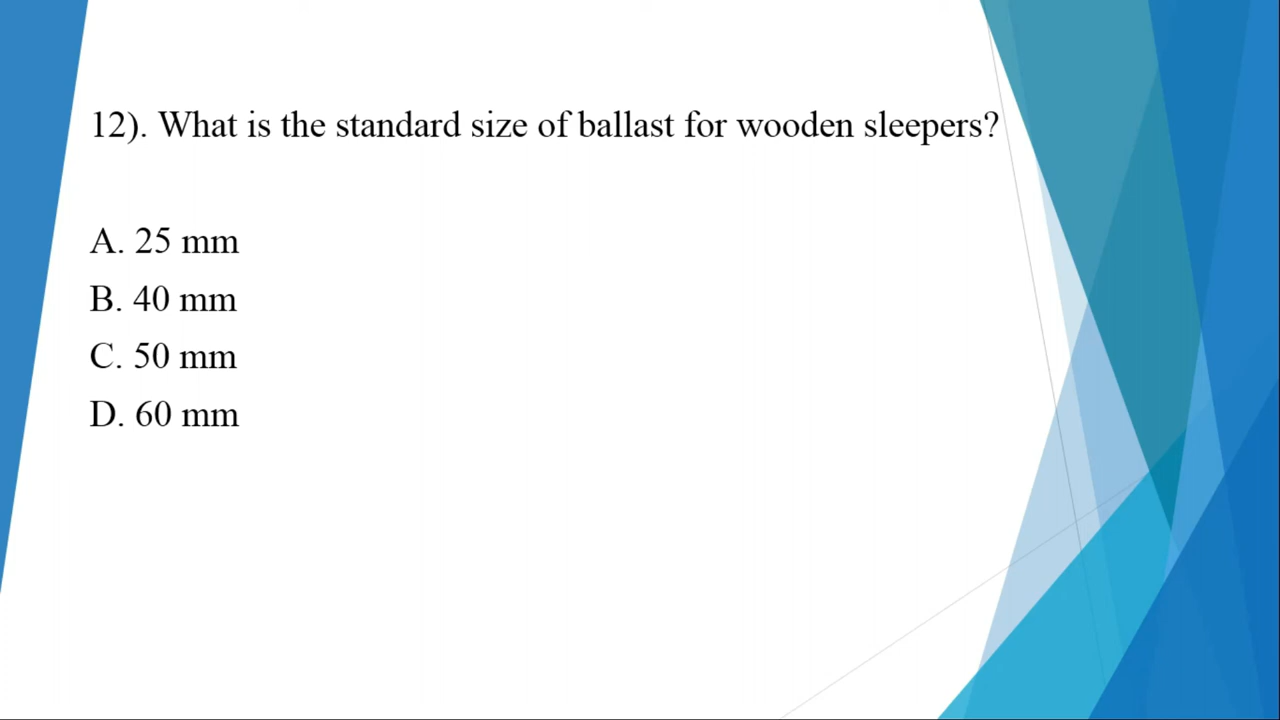 12). What is the standard size of ballast for wooden sleepers?
A. 25 mm
B. 40 mm
C. 50 mm
D. 60 mm